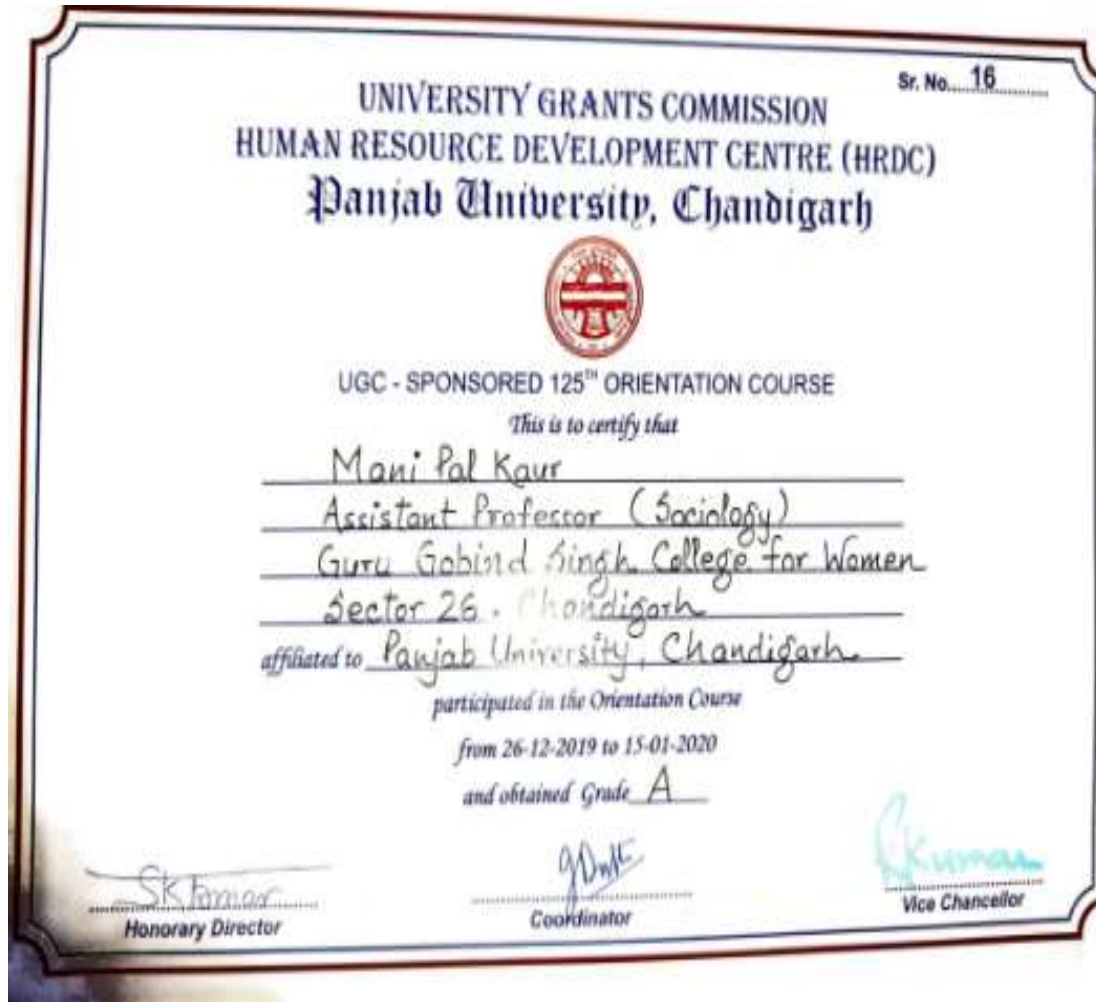 Sr. No.....16..........
UNIVERSITY GRANTS COMMISSION
HUMAN RESOURCE DEVELOPMENT CENTRE (HRDC)
Panjab University, Chandigarh
UGC - SPONSORED 125TH ORIENTATION COURSE
This is to certify that
Mani Pal Kaur
Assistant Professor (Sociology)
Guru Gobind Singh College for Women
Sector 26. Chandigarh
affiliated to Panjab University, Chandigarh
participated in the Orientation Course
from 26-12-2019 to 15-01-2020
and obtained Grade A
Honorary Director
Coordinator
Kumar
Vice Chancellor